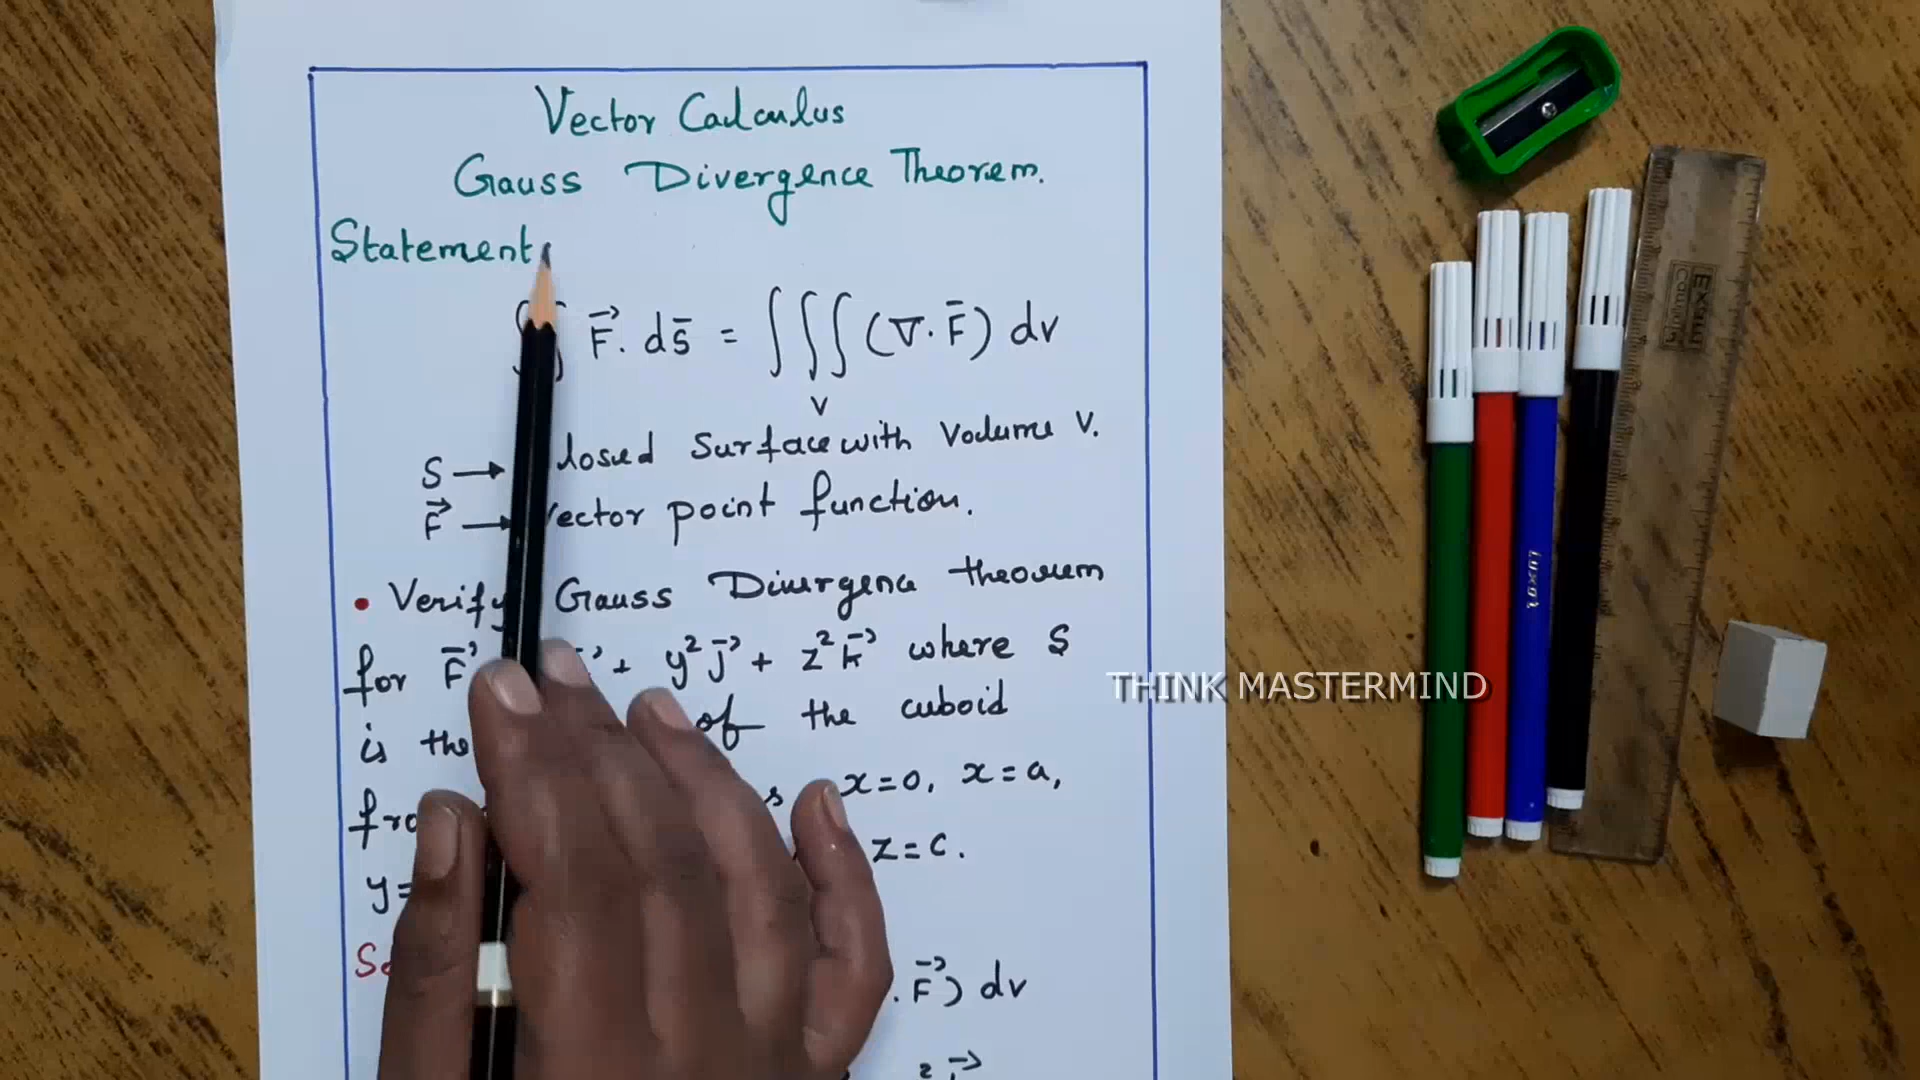 Vector Calculus
Gauss Divergence Theorem.
Statement
∬ F⃗. ds̄ = ∭ (∇. F̄) dv
V
S → losed Surface with Volume V.
F⃗ → ector point function.
• Verify Gauss Divergence theorem
for F⃗ + y² j⃗ + z² k⃗ where S
is the of the cuboid
x=0, x=a,
y= z=c.
. F⃗) dv
THINK MASTERMIND
Luxor